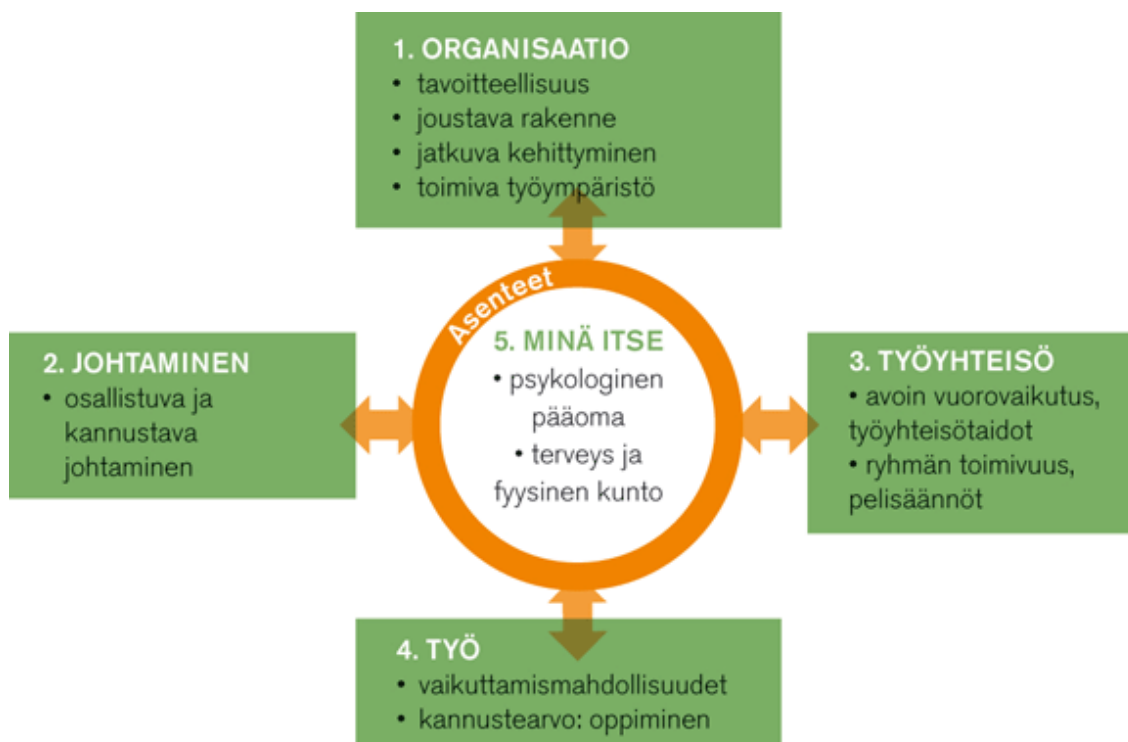 1. ORGANISAATIO
• tavoitteellisuus
• joustava rakenne
• jatkuva kehittyminen
• toimiva työympäristö
Asenteet
5. MINÄ ITSE
• psykologinen
pääoma
• terveys ja
fyysinen kunto
2. JOHTAMINEN
• osallistuva ja
kannustava
johtaminen
3. TYÖYHTEISÖ
• avoin vuorovaikutus,
työyhteisötaidot
• ryhmän toimivuus,
pelisäännöt
4. TYÖ
• vaikuttamismahdollisuudet
• kannustearvo: oppiminen